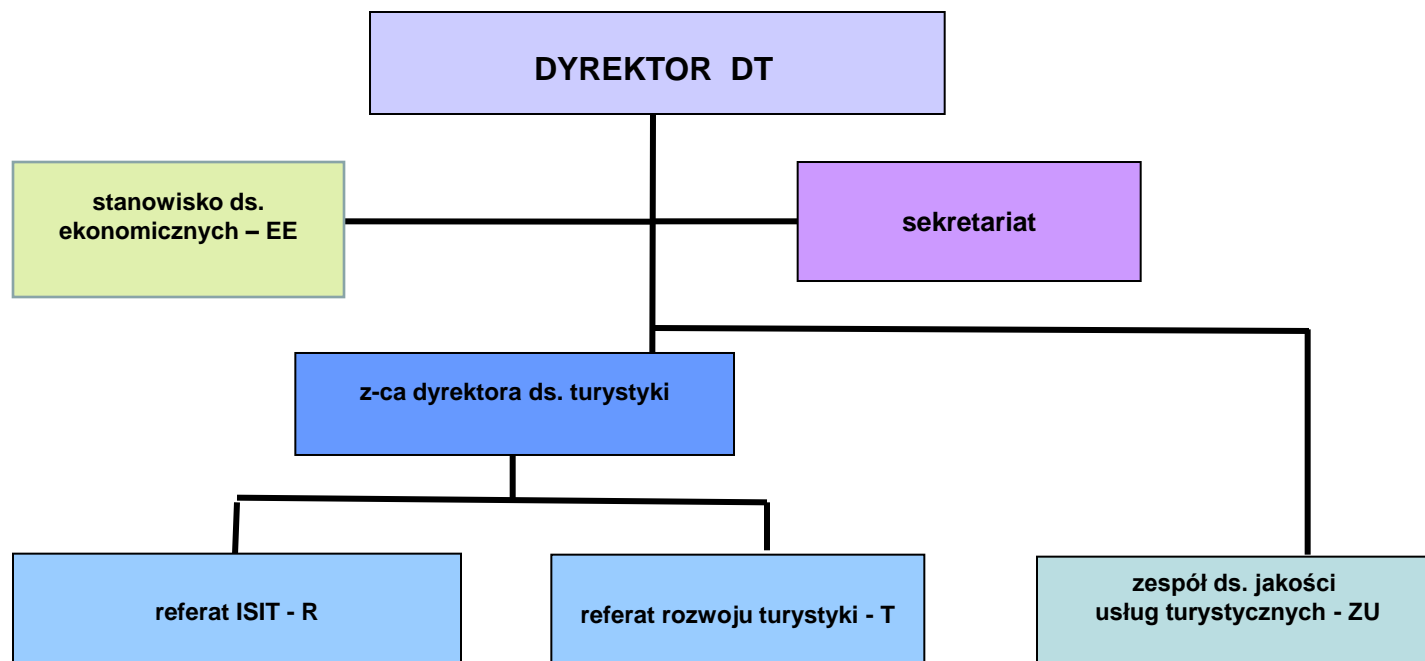 DYREKTOR DT
stanowisko ds.
ekonomicznych – EE
sekretariat
z-ca dyrektora ds. turystyki
referat ISIT - R
referat rozwoju turystyki - T
zespół ds. jakości
usług turystycznych - ZU